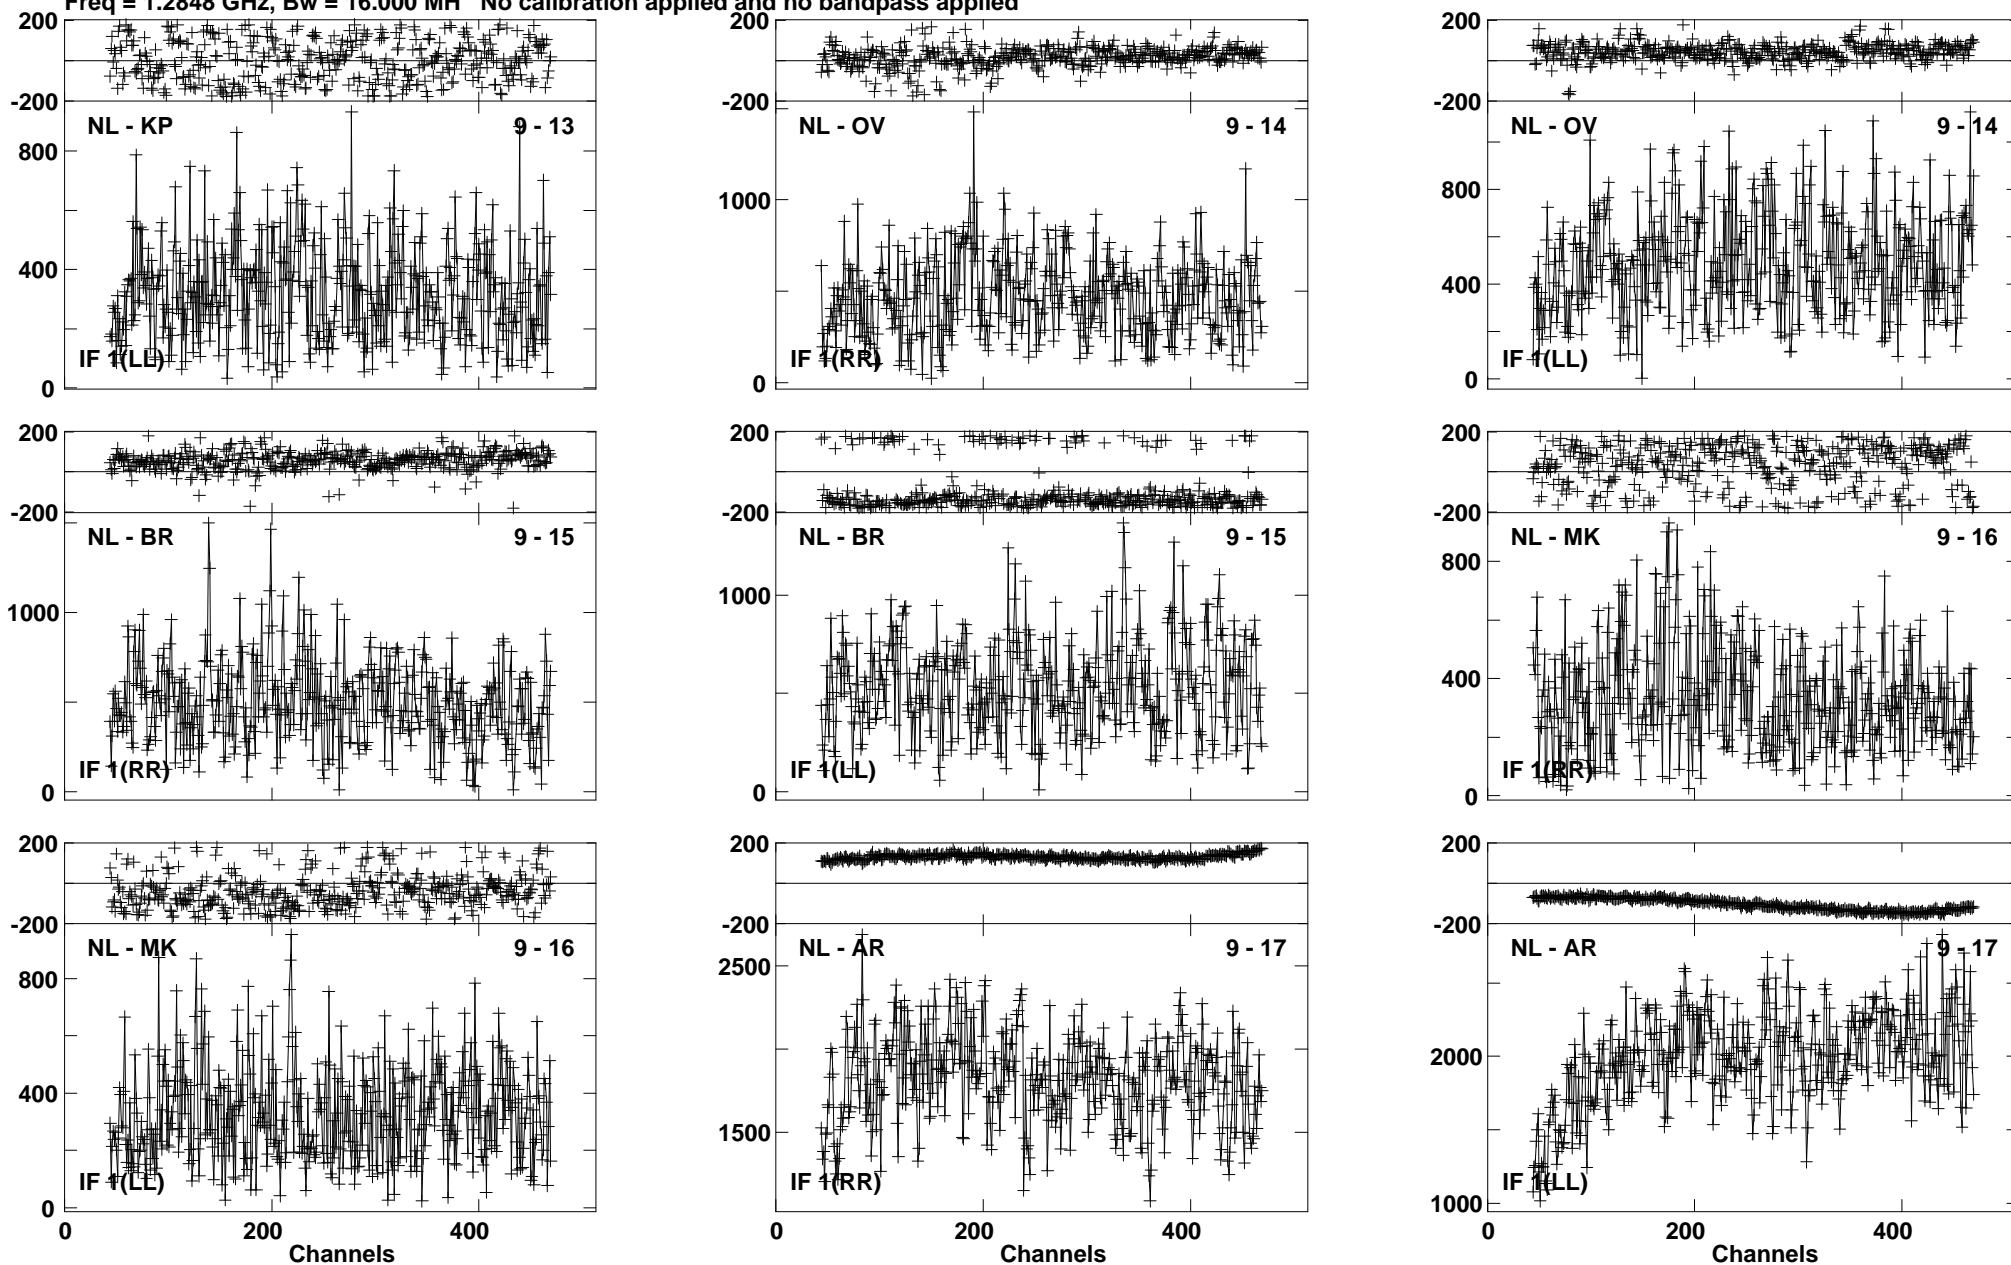 Freq = 1.2848 GHz, Bw = 16.000 MH No calibration applied and no bandpass applied
200
-200
NL - KP 9 - 13
800
400
0
IF 1(LL)
200
-200
NL - OV 9 - 14
1000
0
IF 1(RR)
200
-200
NL - OV 9 - 14
800
400
0
IF 1(LL)
200
-200
NL - BR 9 - 15
1000
0
IF 1(RR)
200
-200
NL - BR 9 - 15
1000
0
IF 1(LL)
200
-200
NL - MK 9 - 16
800
400
0
IF 1(RR)
200
-200
NL - MK 9 - 16
800
400
0
IF 1(LL)
0 200 400
Channels
200
-200
NL - AR 9 - 17
2500
1500
IF 1(RR)
0 200 400
Channels
200
-200
NL - AR 9 - 17
2000
1000
IF 1(LL)
0 200 400
Channels